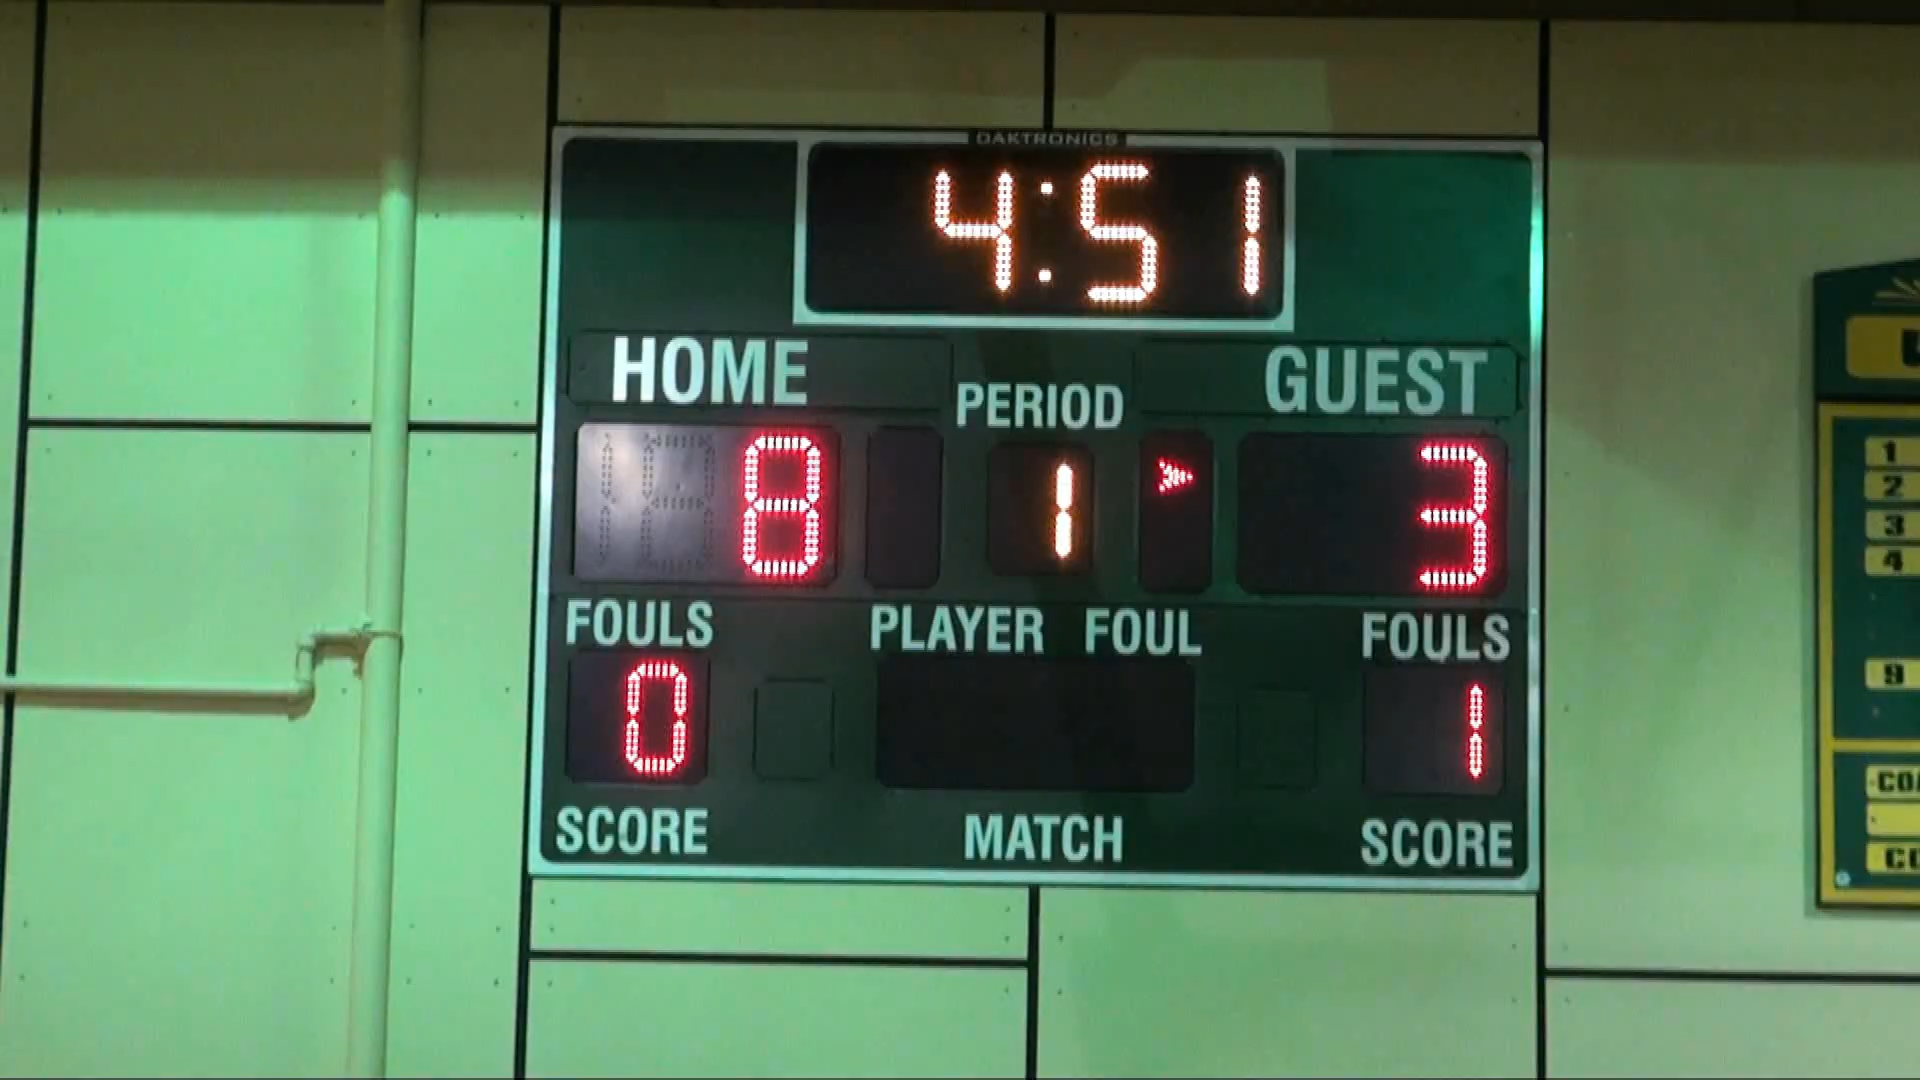 DAKTRONICS
4:51
HOME PERIOD GUEST
8 1 3
FOULS PLAYER FOUL FOULS
0 1
SCORE MATCH SCORE
1
2
3
4
9